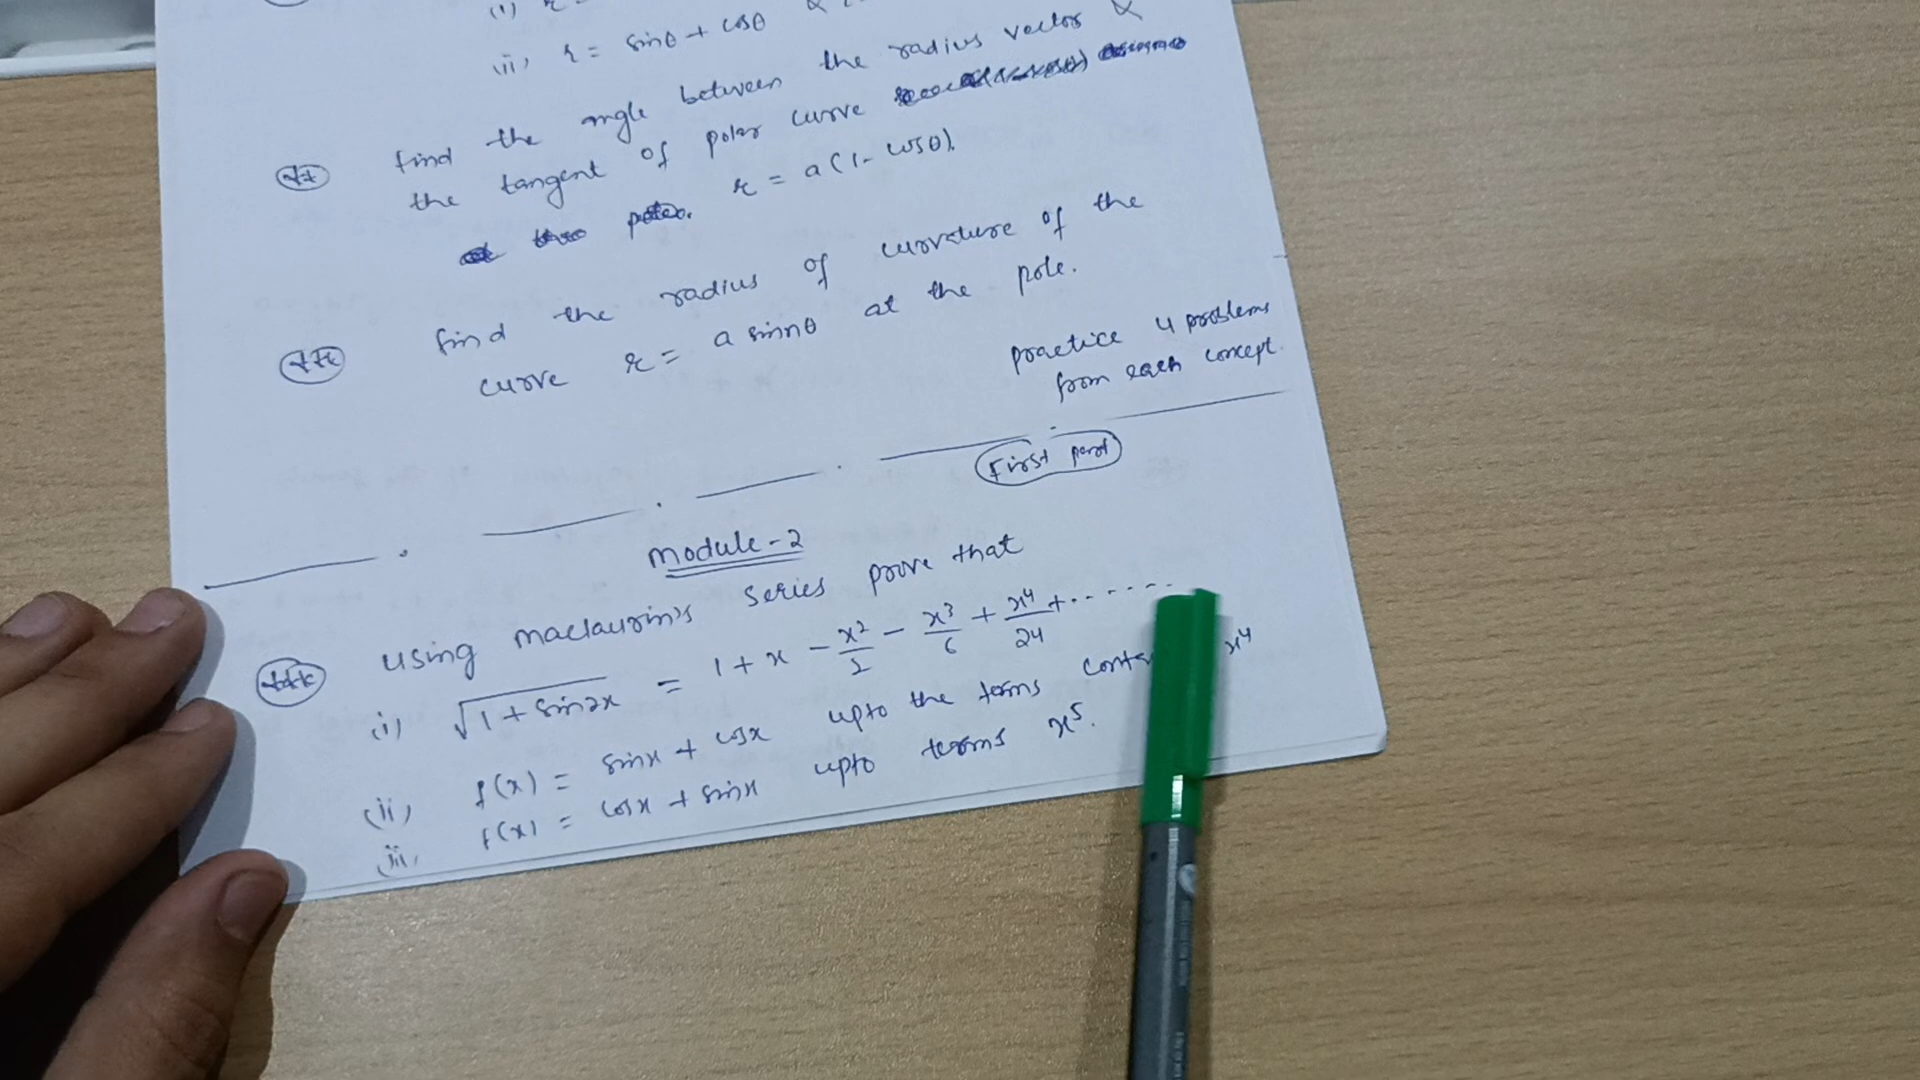 (i)
(ii) r = sinθ + cosθ &
find the angle between the radius vector &
the tangent of polar curve
r = a(1-cosθ).
find the radius of curvature of the
curve r = a sinnθ at the pole.
practice 4 problems
from each concept.
First part
Module-2
using maclaurin's series prove that
(i) √1+sin2x = 1+x - x²/2 - x³/6 + x⁴/24 + ......
(ii) f(x) = sinx + cosx upto the terms x⁴
(iii) f(x) = cosx + sinx upto terms x⁵.